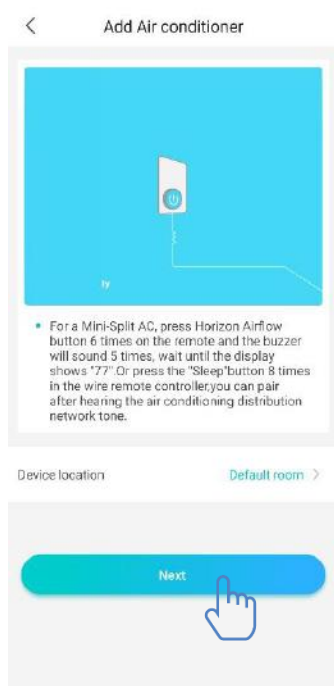 Add Air conditioner
ly
For a Mini-Split AC, press Horizon Airflow
button 6 times on the remote and the buzzer
will sound 5 times, wait until the display
shows "77".Or press the "Sleep"button 8 times
in the wire remote controller,you can pair
after hearing the air conditioning distribution
network tone.
Device location Default room
Next